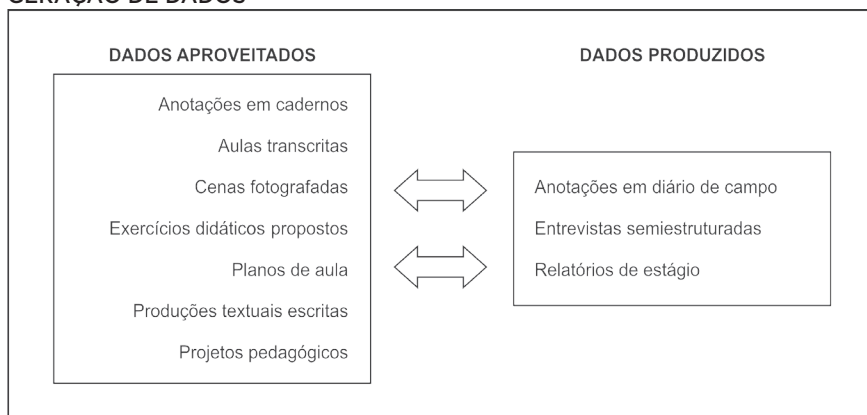 GERAÇÃO DE DADOS
DADOS APROVEITADOS
Anotações em cadernos
Aulas transcritas
Cenas fotografadas
Exercícios didáticos propostos
Planos de aula
Produções textuais escritas
Projetos pedagógicos
DADOS PRODUZIDOS
Anotações em diário de campo
Entrevistas semiestruturadas
Relatórios de estágio